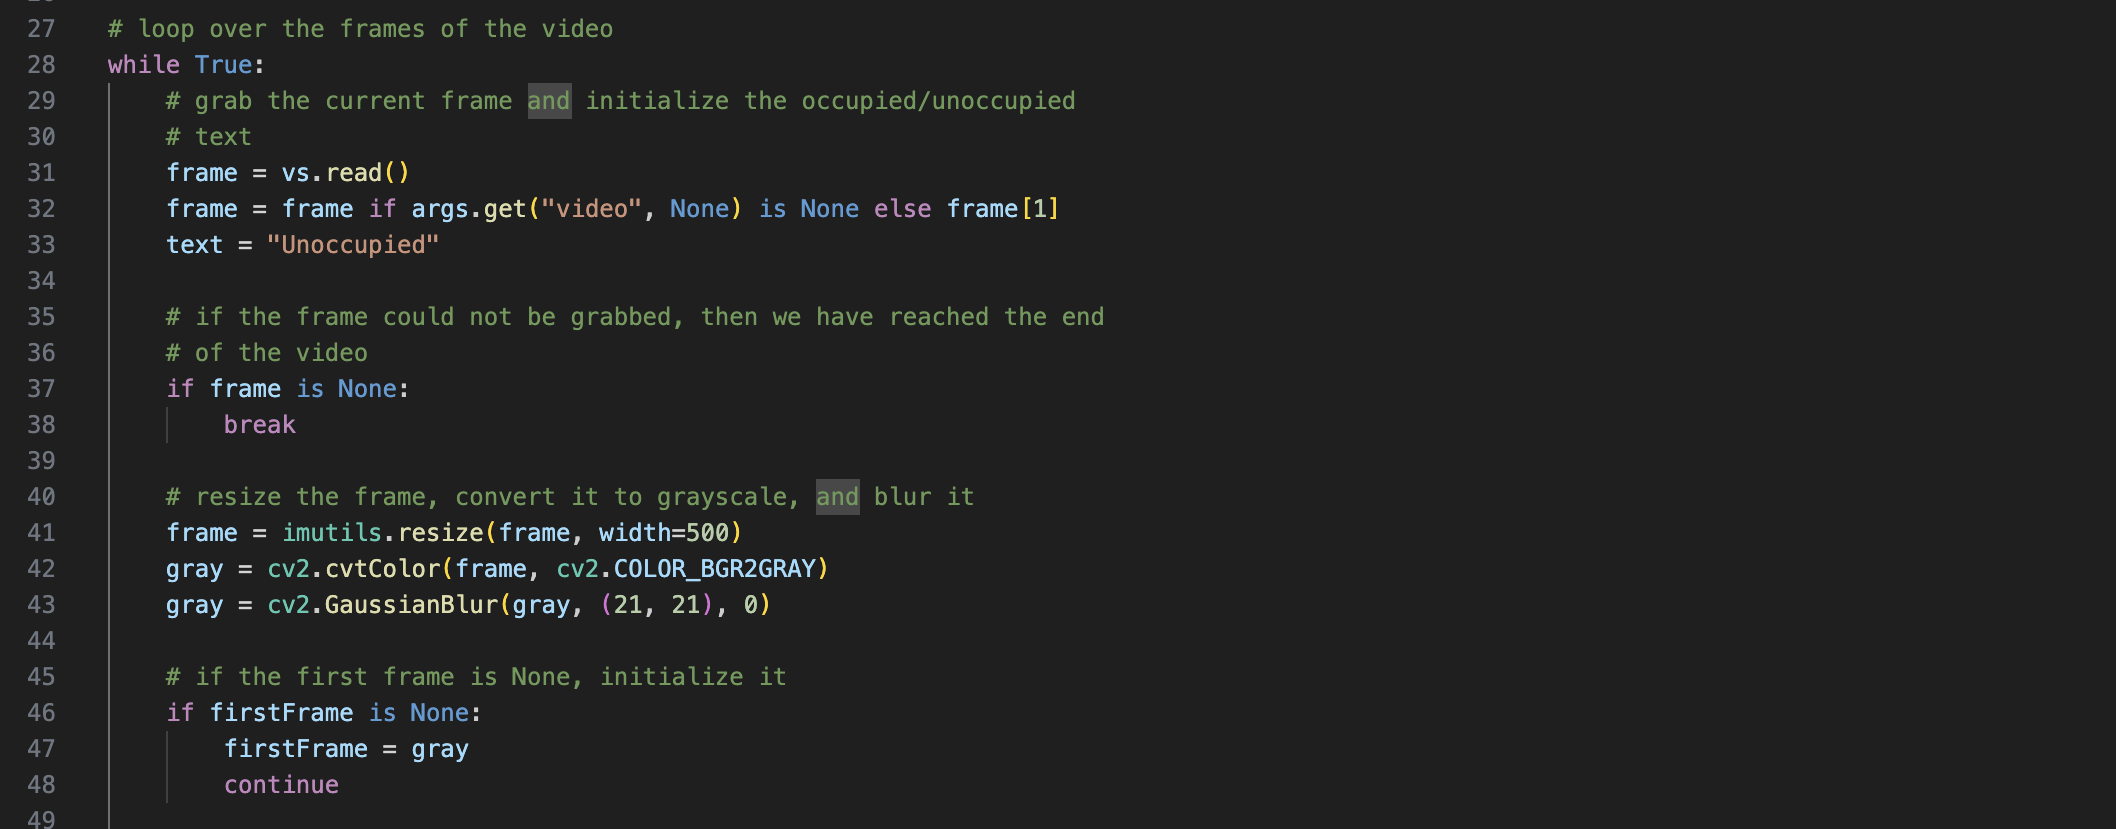 27 # loop over the frames of the video
28 while True:
29     # grab the current frame and initialize the occupied/unoccupied
30     # text
31     frame = vs.read()
32     frame = frame if args.get("video", None) is None else frame[1]
33     text = "Unoccupied"
34
35     # if the frame could not be grabbed, then we have reached the end
36     # of the video
37     if frame is None:
38         break
39
40     # resize the frame, convert it to grayscale, and blur it
41     frame = imutils.resize(frame, width=500)
42     gray = cv2.cvtColor(frame, cv2.COLOR_BGR2GRAY)
43     gray = cv2.GaussianBlur(gray, (21, 21), 0)
44
45     # if the first frame is None, initialize it
46     if firstFrame is None:
47         firstFrame = gray
48         continue
49